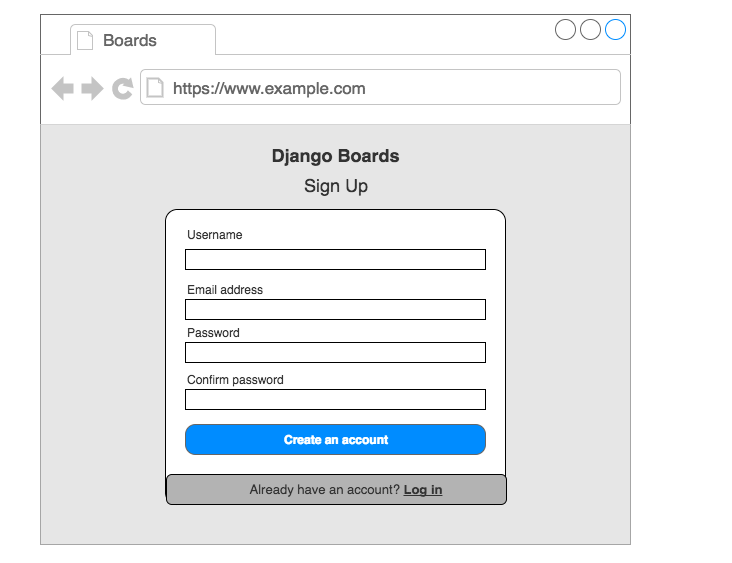 Boards
https://www.example.com
Django Boards
Sign Up
Username
Email address
Password
Confirm password
Create an account
Already have an account? Log in